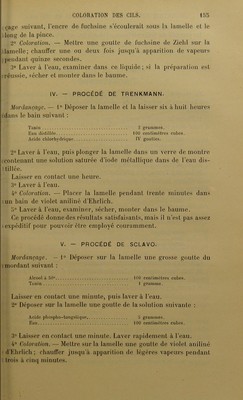 COLORATION DES CILS. 155
cape suivant, l'encre de fuchsine s'écoulerait sous la lamelle et le
long de la place.
2° Coloration. — Mettre une goutte de fuchsine de Ziehl sur la
lamelle; chauffer une ou deux fois jusqu'à apparition de vapeurs
pendant quinze secondes.
3° Laver à l'eau, examiner dans ce liquide; si la préparation est
réussie, sécher et monter dans le baume.
IV. — PROCÉDÉ DE TRENKMANN.
Mordançage. — 1° Déposer la lamelle et la laisser six à huit heures
dans le bain suivant :
Tanin 2 grammes.
Eau distillée 100 centimètres cubes.
Acide chlorhydrique IV gouttes.
2° Laver à l'eau, puis plonger la lamelle dans un verre de montre
contenant une solution saturée d'iode métallique dans de l'eau dis-
tillée.
Laisser en contact une heure.
3° Laver à l'eau.
4° Coloration. — Placer la lamelle pendant trente minutes dans
un bain de violet aniliné d'Ehrlich.
5° Laver à l'eau, examiner, sécher, monter dans le baume.
Ce procédé donne des résultats satisfaisants, mais il n'est pas assez
expéditif pour pouvoir être employé couramment.
V. — PROCÉDÉ DE SCLAVO.
Mordançage. — 1° Déposer sur la lamelle une grosse goutte du
mordant suivant :
Alcool à 50° 100 centimètres cubes.
Tanin 1 gramme.
Laisser en contact une minute, puis laver à l'eau.
2° Déposer sur la lamelle une goutte de la solution suivante :
Acide phospho-tungstique 5 grammes.
Eau 100 centimètres cubes.
3° Laisser en contact une minute. Laver rapidement à l'eau.
4° Coloration. — Mettre sur la lamelle une goutte de violet aniliné
d'Ehrlich; chauffer jusqu'à apparition de légères vapeurs pendant
trois à cinq minutes.